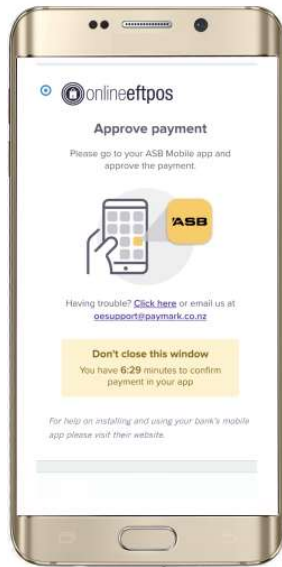 onlineeftpos
Approve payment
Please go to your ASB Mobile app and
approve the payment.
ASB
Having trouble? Click here or email us at
oesupport@paymark.co.nz
Don't close this window
You have 6:29 minutes to confirm
payment in your app
For help on installing and using your bank's mobile
app please visit their website.